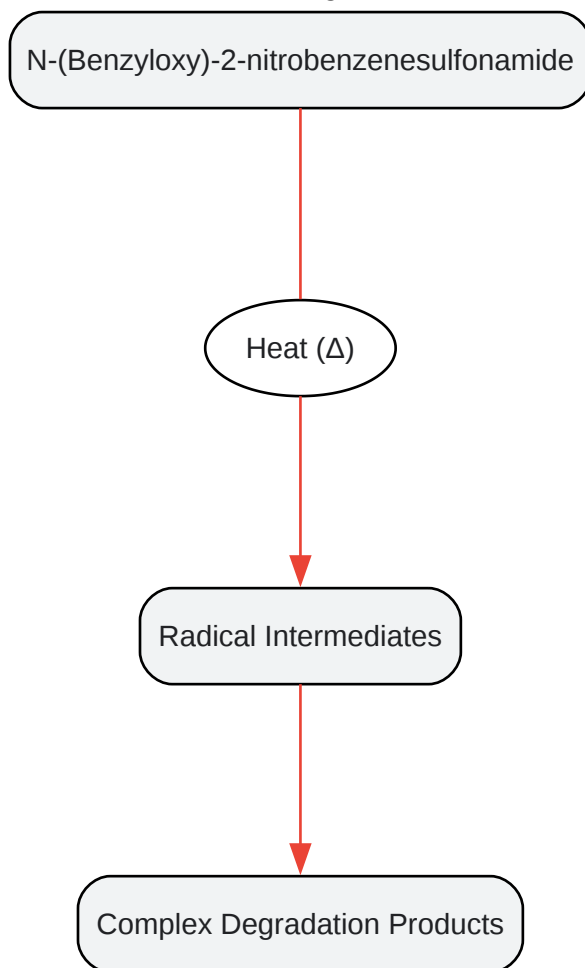 N-(Benzyloxy)-2-nitrobenzenesulfonamide
Heat (Δ)
Radical Intermediates
Complex Degradation Products